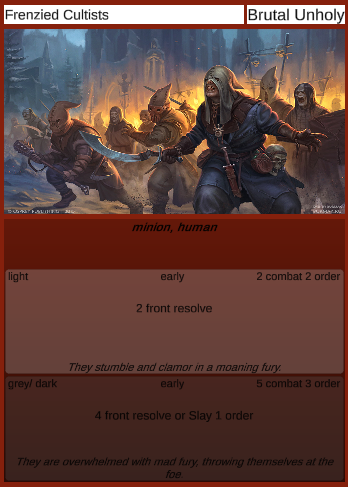 Frenzied Cultists Brutal Unholy
© OSPREY PUBLISHING
minion, human
light early 2 combat 2 order
2 front resolve
They stumble and clamor in a moaning fury.
grey/ dark early 5 combat 3 order
4 front resolve or Slay 1 order
They are overwhelmed with mad fury, throwing themselves at the
foe